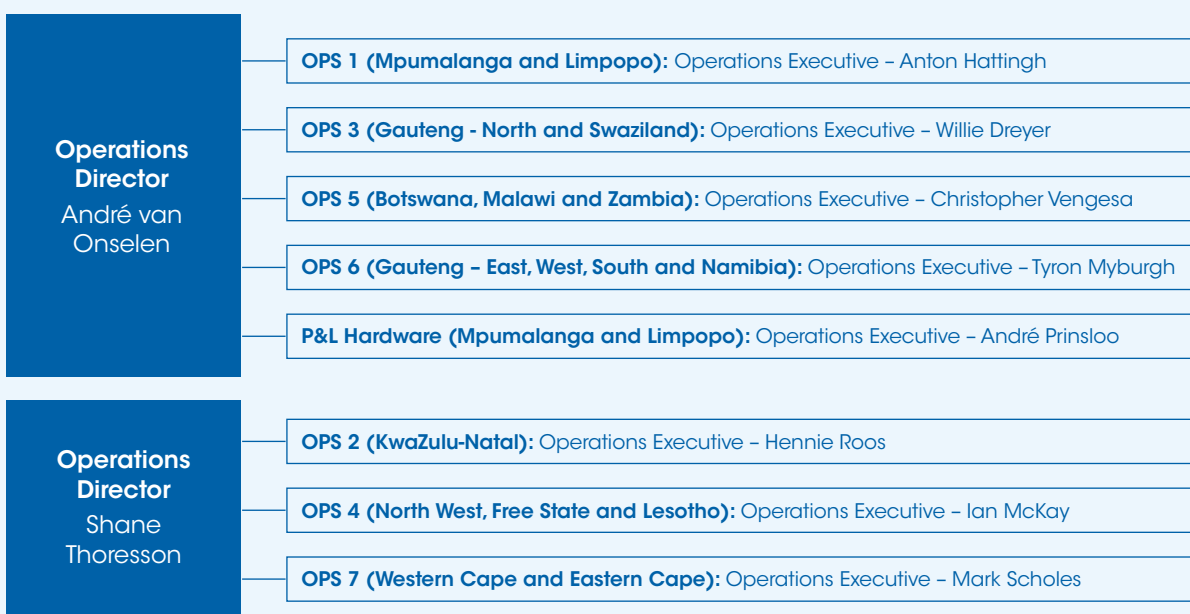 Operations
Director
André van
Onselen
OPS 1 (Mpumalanga and Limpopo): Operations Executive – Anton Hattingh
OPS 3 (Gauteng - North and Swaziland): Operations Executive – Willie Dreyer
OPS 5 (Botswana, Malawi and Zambia): Operations Executive – Christopher Vengesa
OPS 6 (Gauteng – East, West, South and Namibia): Operations Executive – Tyron Myburgh
P&L Hardware (Mpumalanga and Limpopo): Operations Executive – André Prinsloo
Operations
Director
Shane
Thoresson
OPS 2 (KwaZulu-Natal): Operations Executive – Hennie Roos
OPS 4 (North West, Free State and Lesotho): Operations Executive – Ian McKay
OPS 7 (Western Cape and Eastern Cape): Operations Executive – Mark Scholes